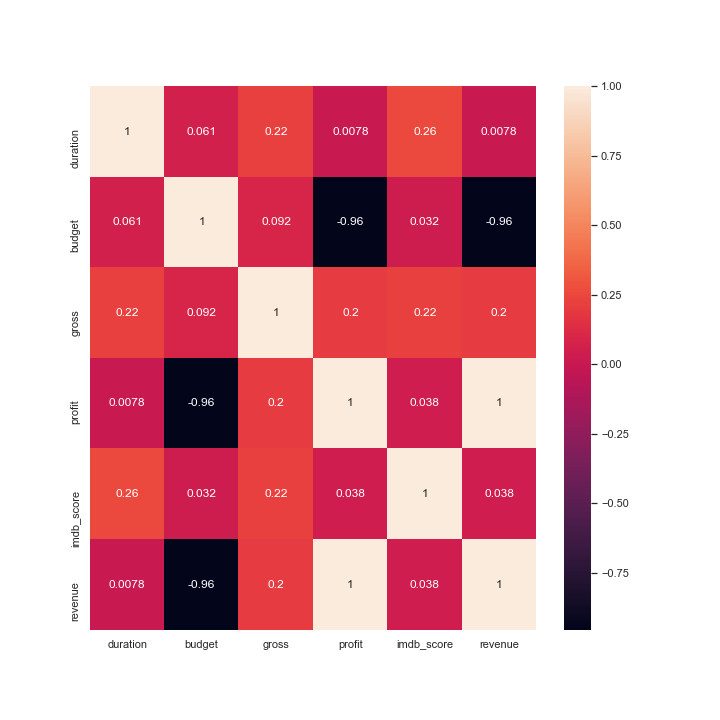 duration 1 0.061 0.22 0.0078 0.26 0.0078
budget 0.061 1 0.092 -0.96 0.032 -0.96
gross 0.22 0.092 1 0.2 0.22 0.2
profit 0.0078 -0.96 0.2 1 0.038 1
imdb_score 0.26 0.032 0.22 0.038 1 0.038
revenue 0.0078 -0.96 0.2 1 0.038 1
duration budget gross profit imdb_score revenue
1.00
0.75
0.50
0.25
0.00
−0.25
−0.50
−0.75